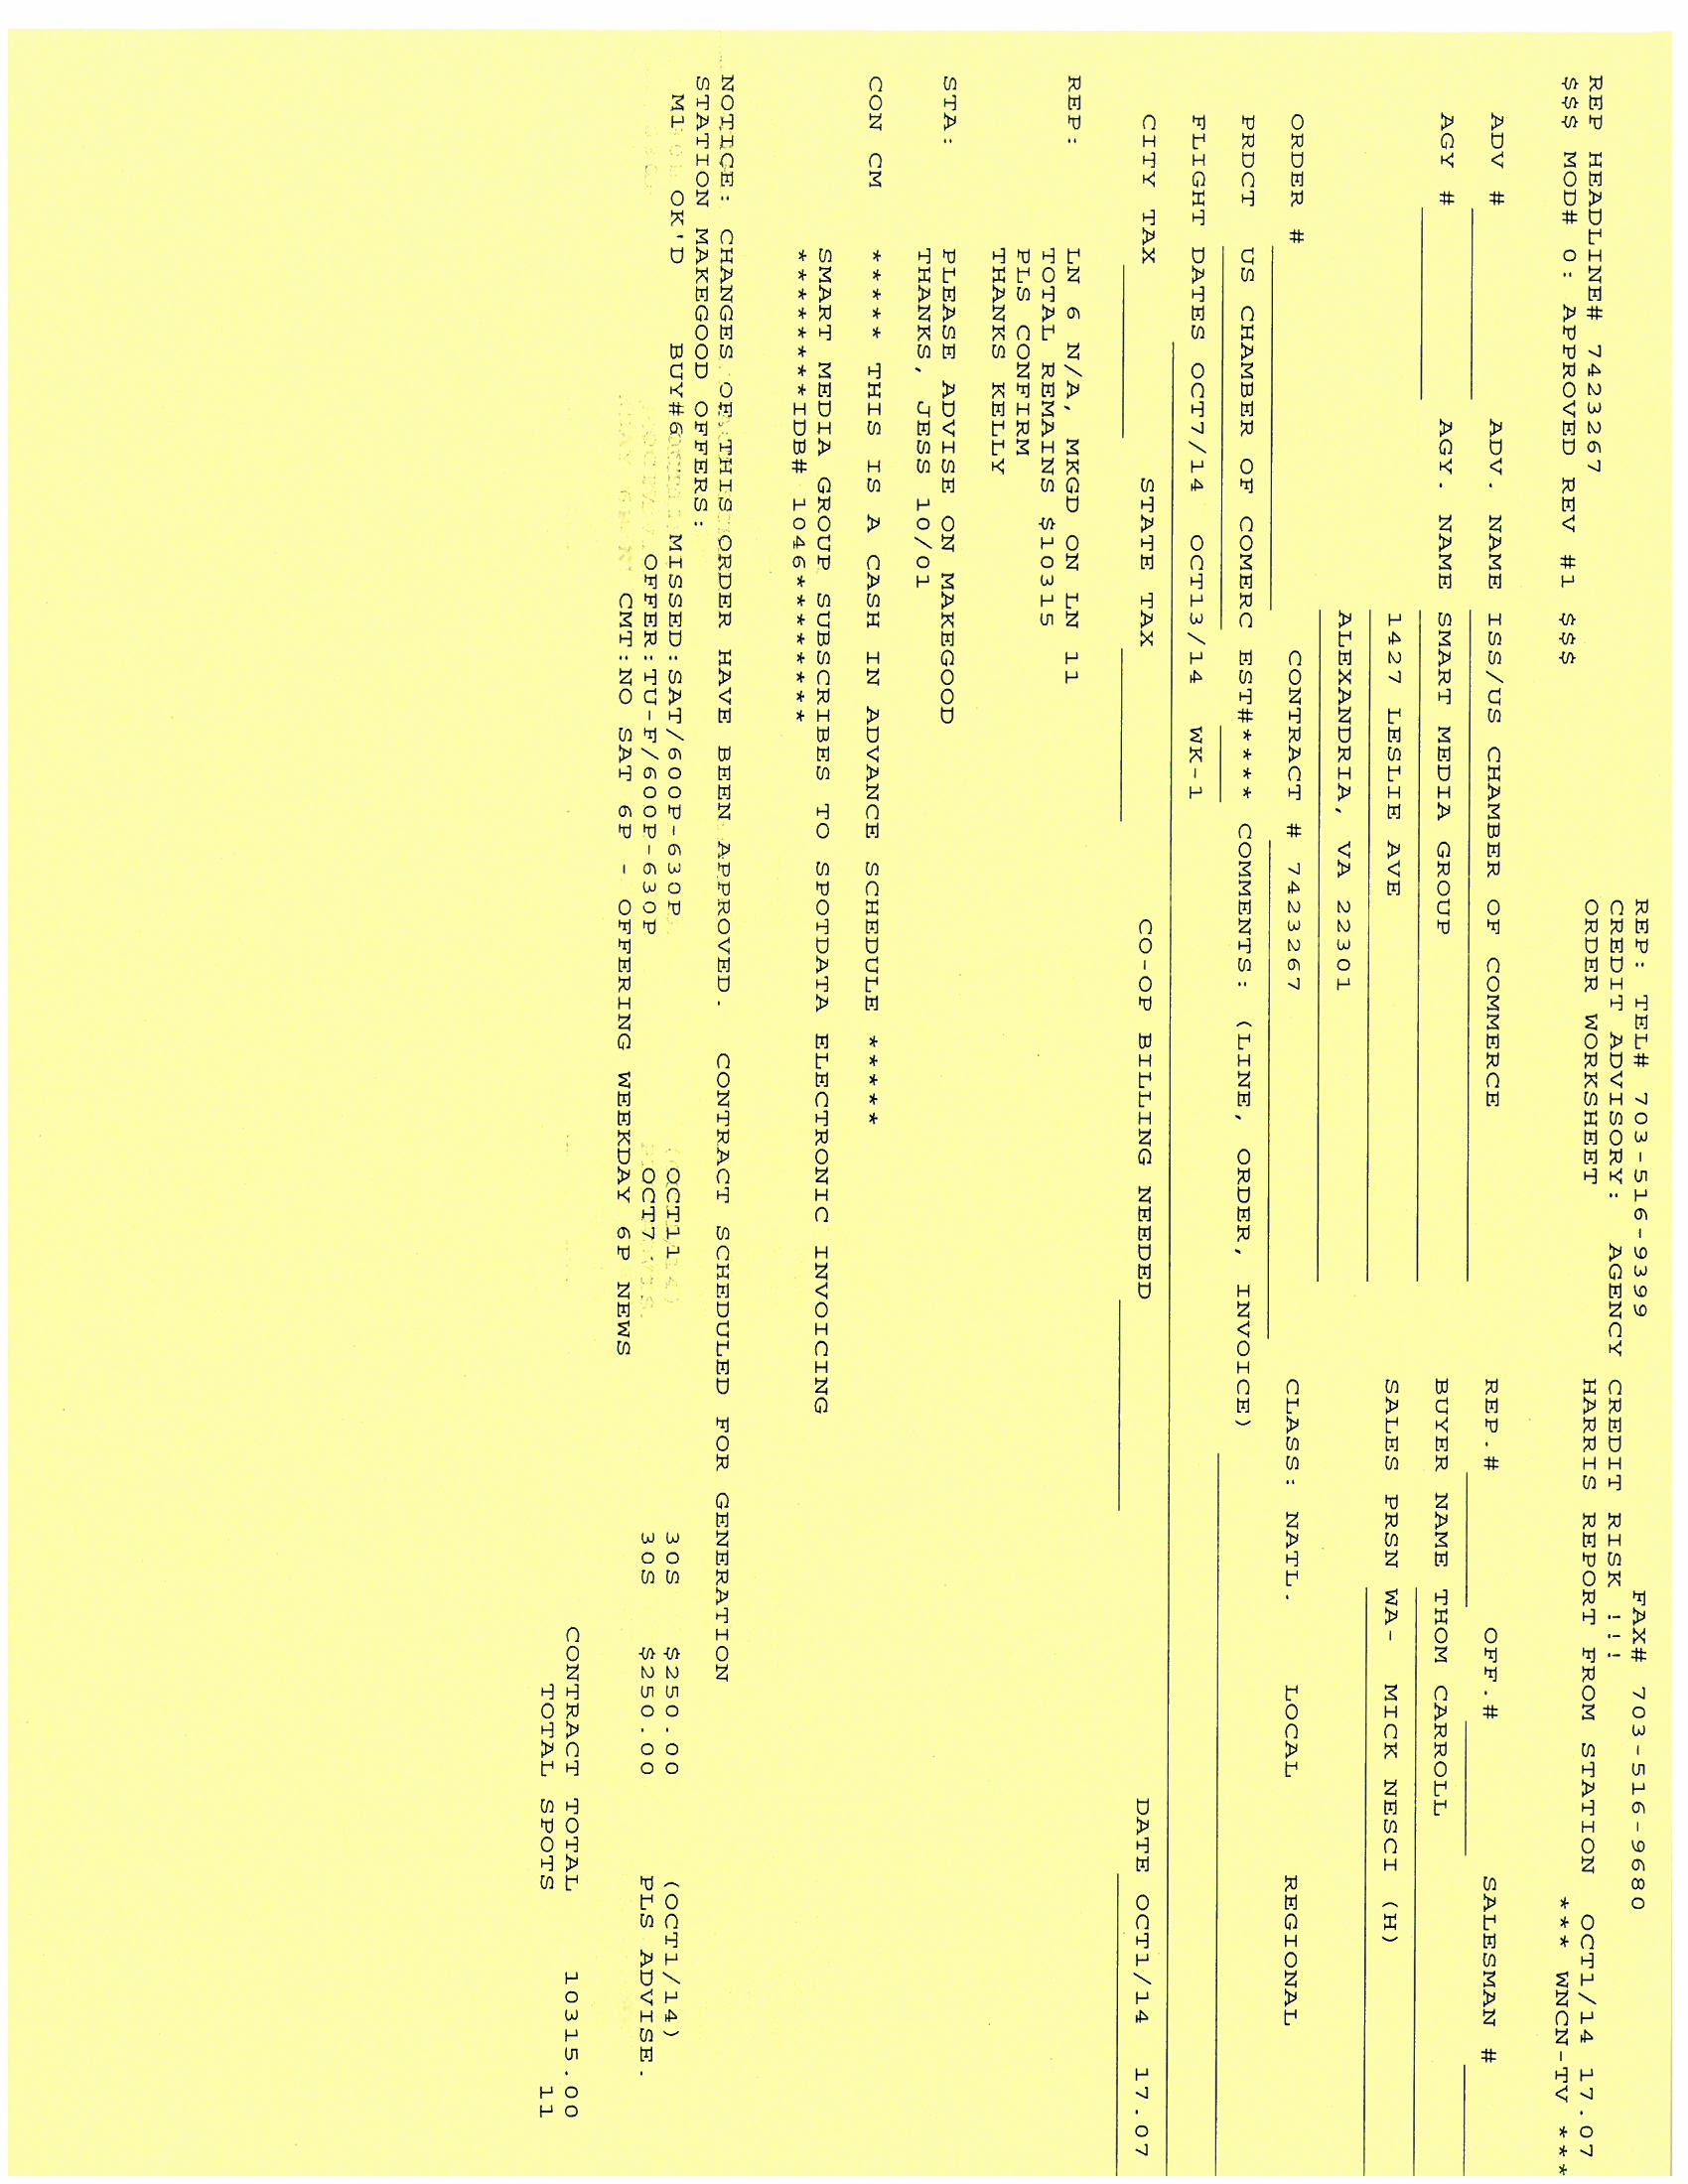 REP: TEL# 703-516-9399 FAX# 703-516-9680
CREDIT ADVISORY: AGENCY CREDIT RISK !!!
REP HEADLINE# 7423267 ORDER WORKSHEET HARRIS REPORT FROM STATION OCT1/14 17.07
$$$ MOD# 0: APPROVED REV #1 $$$ *** WNCN-TV ***
ADV # ADV. NAME ISS/US CHAMBER OF COMMERCE REP.# OFF.# SALESMAN #
AGY # AGY. NAME SMART MEDIA GROUP BUYER NAME THOM CARROLL
1427 LESLIE AVE SALES PRSN WA- MICK NESCI (H)
ALEXANDRIA, VA 22301
ORDER # CONTRACT # 7423267 CLASS: NATL. LOCAL REGIONAL
PRDCT US CHAMBER OF COMERC EST#**** COMMENTS: (LINE, ORDER, INVOICE)
FLIGHT DATES OCT7/14 OCT13/14 WK-1
CITY TAX STATE TAX CO-OP BILLING NEEDED DATE OCT1/14 17.07
REP: LN 6 N/A, MKGD ON LN 11
TOTAL REMAINS $10315
PLS CONFIRM
THANKS KELLY
STA: PLEASE ADVISE ON MAKEGOOD
THANKS, JESS 10/01
CON CM ***** THIS IS A CASH IN ADVANCE SCHEDULE *****
SMART MEDIA GROUP SUBSCRIBES TO SPOTDATA ELECTRONIC INVOICING
*********IDB# 1046*********
NOTICE: CHANGES OF THIS ORDER HAVE BEEN APPROVED. CONTRACT SCHEDULED FOR GENERATION
STATION MAKEGOOD OFFERS:
M1 OK'D BUY#6 MISSED:SAT/600P-630P OCT11 30S $250.00 (OCT1/14)
OFFER:TU-F/600P-630P OCT7 30S $250.00 PLS ADVISE.
CMT:NO SAT 6P - OFFERING WEEKDAY 6P NEWS
CONTRACT TOTAL 10315.00
TOTAL SPOTS 11